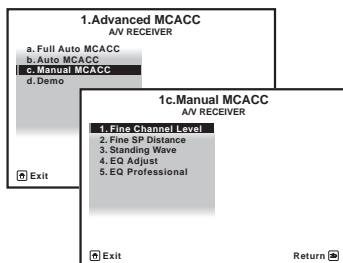 1.Advanced MCACC
A/V RECEIVER
a. Full Auto MCACC
b. Auto MCACC
c. Manual MCACC
d. Demo
Exit
1c.Manual MCACC
A/V RECEIVER
1. Fine Channel Level
2. Fine SP Distance
3. Standing Wave
4. EQ Adjust
5. EQ Professional
Exit
Return